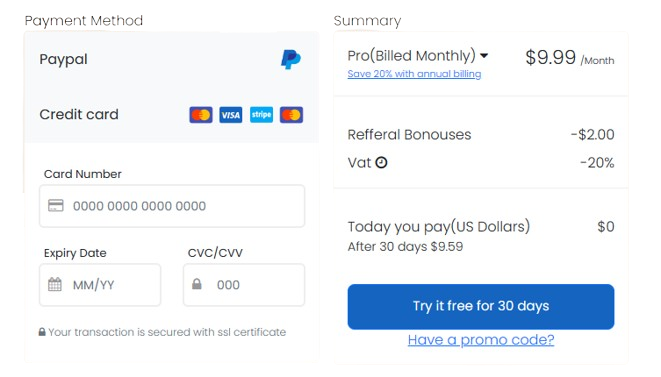 Payment Method
Paypal
Credit card
VISA
stripe
Card Number
0000 0000 0000 0000
Expiry Date
CVC/CVV
MM/YY
000
Your transaction is secured with ssl certificate
Summary
Pro(Billed Monthly) $9.99 /Month
Save 20% with annual billing
Refferal Bonouses -$2.00
Vat -20%
Today you pay(US Dollars) $0
After 30 days $9.59
Try it free for 30 days
Have a promo code?